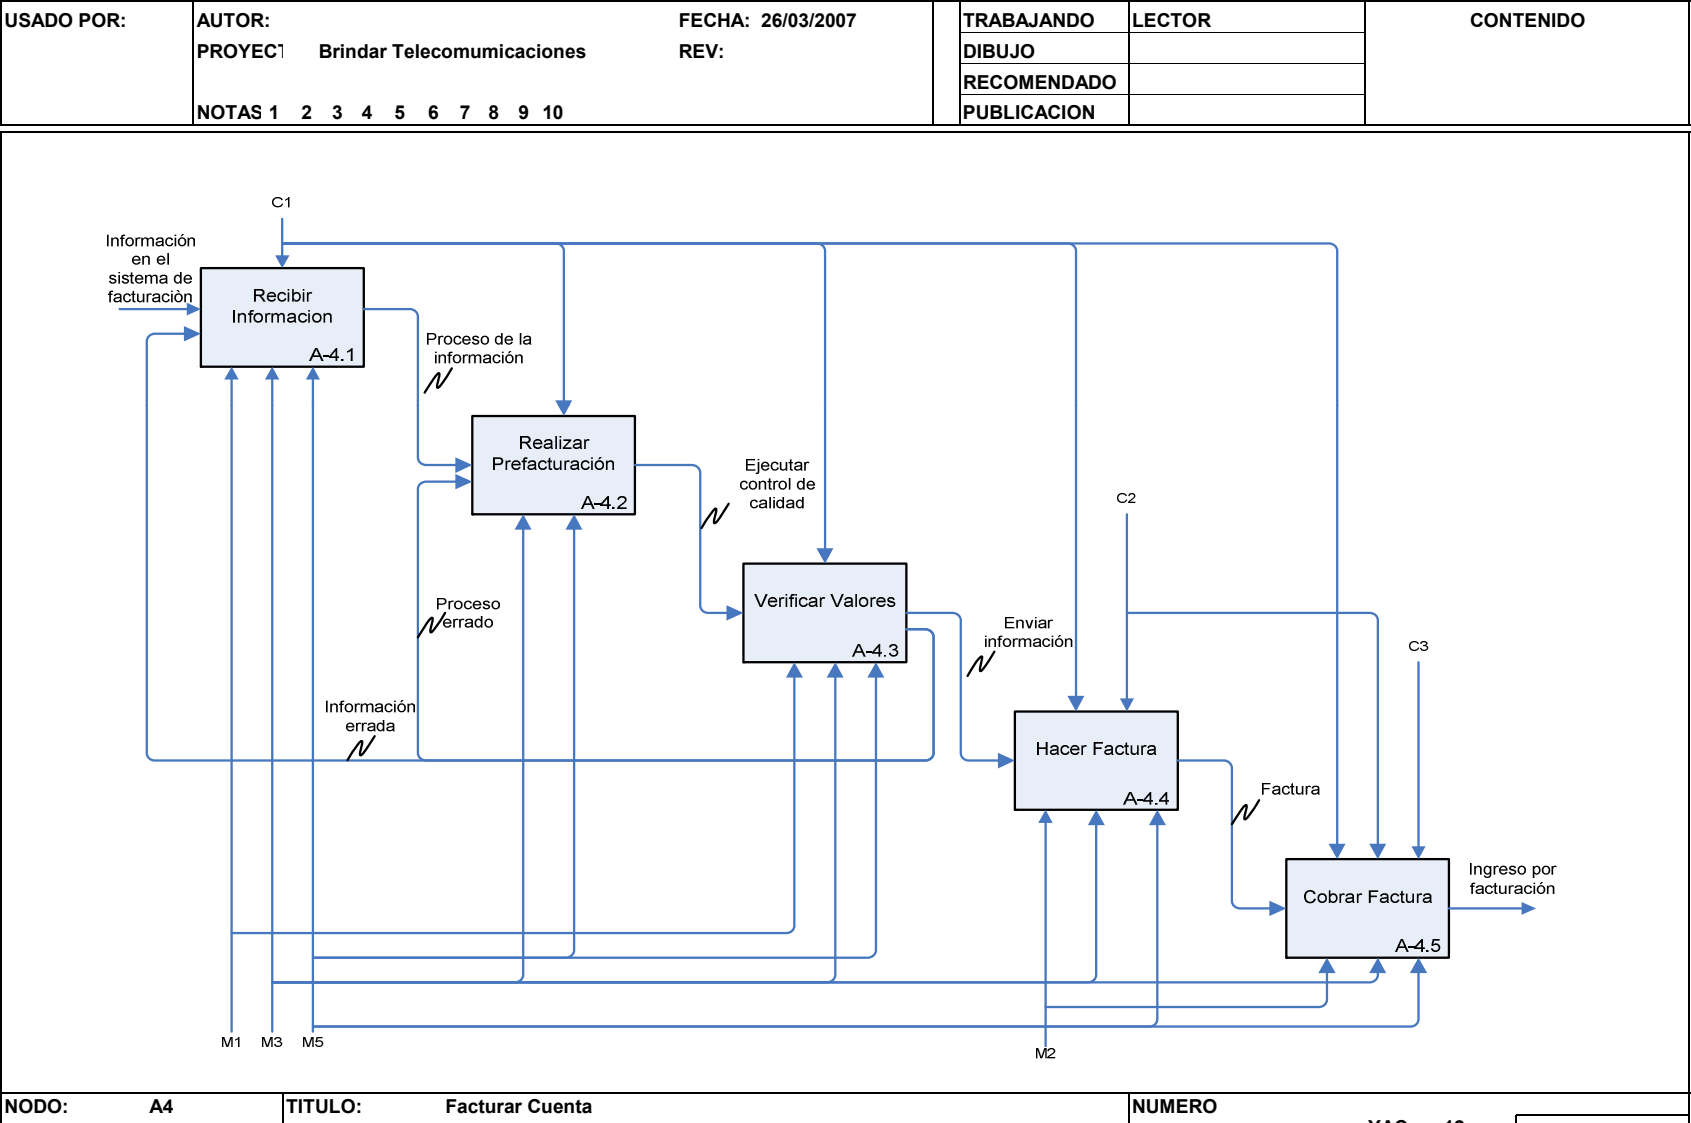 USADO POR:
AUTOR:
FECHA: 26/03/2007
PROYECT Brindar Telecomumicaciones
REV:
NOTAS 1 2 3 4 5 6 7 8 9 10
TRABAJANDO
LECTOR
CONTENIDO
DIBUJO
RECOMENDADO
PUBLICACION
C1
Información
en el
sistema de
facturaciòn
Recibir
Informacion
A-4.1
Proceso de la
información
Realizar
Prefacturación
A-4.2
Ejecutar
control de
calidad
C2
Proceso
errado
Verificar Valores
A-4.3
Enviar
información
C3
Información
errada
Hacer Factura
A-4.4
Factura
Cobrar Factura
A-4.5
Ingreso por
facturación
M1
M3
M5
M2
NODO: A4
TITULO: Facturar Cuenta
NUMERO